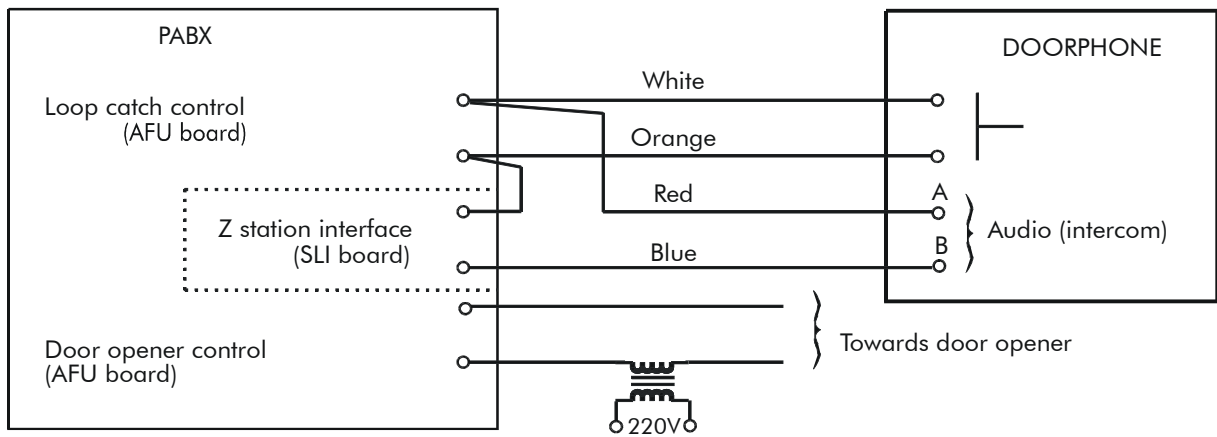 PABX
DOORPHONE
Loop catch control
(AFU board)
White
Orange
Red
A
Z station interface
(SLI board)
Audio (intercom)
Blue
B
Door opener control
(AFU board)
Towards door opener
220V